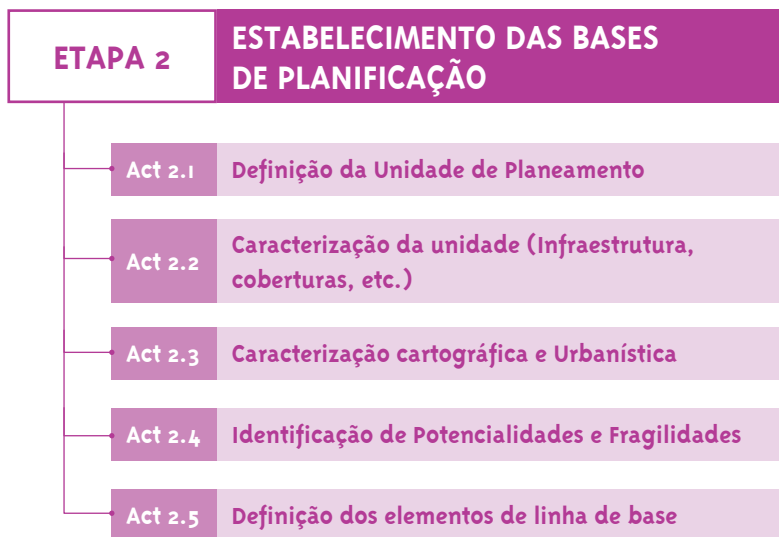 ETAPA 2
ESTABELECIMENTO DAS BASES
DE PLANIFICAÇÃO
Act 2.1
Definição da Unidade de Planeamento
Act 2.2
Caracterização da unidade (Infraestrutura,
coberturas, etc.)
Act 2.3
Caracterização cartográfica e Urbanística
Act 2.4
Identificação de Potencialidades e Fragilidades
Act 2.5
Definição dos elementos de linha de base